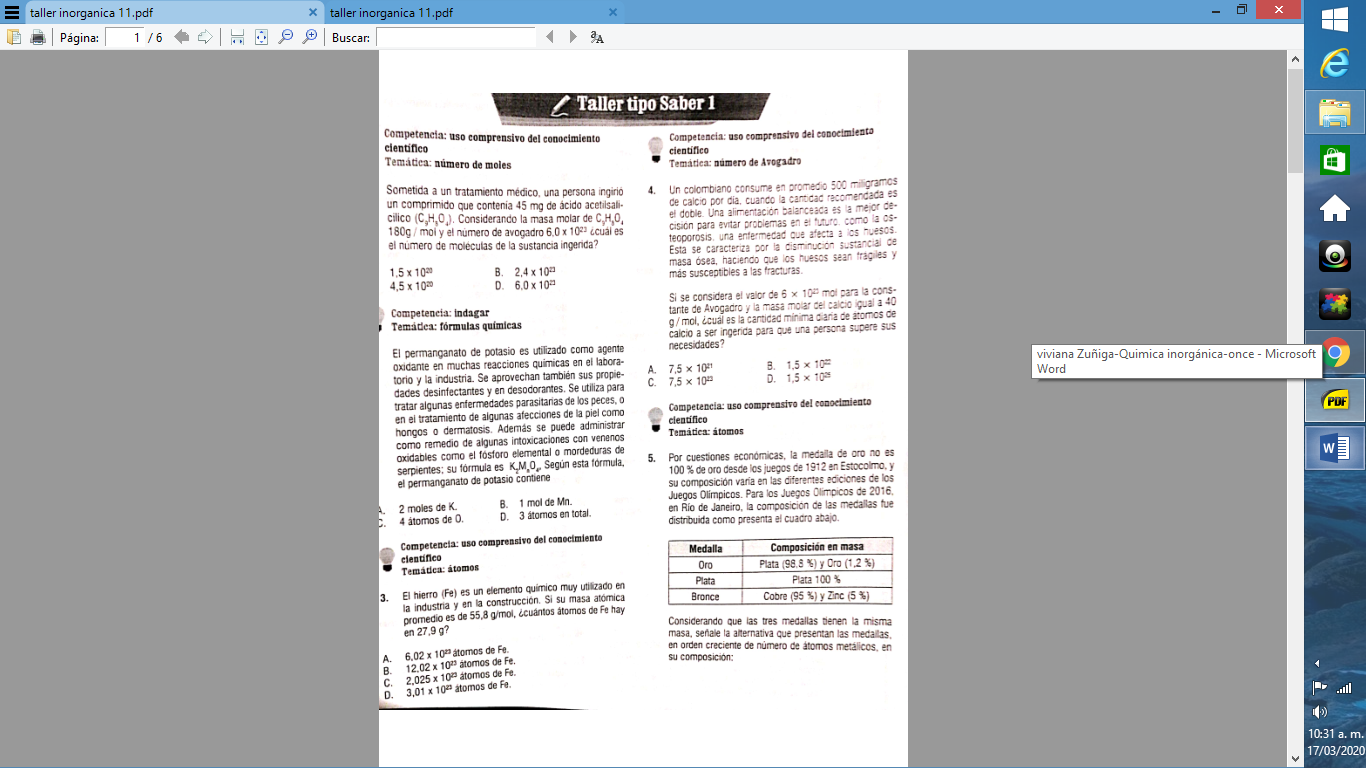 taller inorganica 11.pdf
taller inorganica 11.pdf
Página: 1 / 6
Buscar:
Taller tipo Saber 1
Competencia: uso comprensivo del conocimiento
científico
Temática: número de moles
Sometida a un tratamiento médico, una persona ingirió
un comprimido que contenía 45 mg de ácido acetilsali-
cílico (C₉H₈O₄). Considerando la masa molar de C₉H₈O₄
180g / mol y el número de avogadro 6,0 x 10²³ ¿cuál es
el número de moléculas de la sustancia ingerida?
1,5 x 10²⁰ B. 2,4 x 10²³
4,5 x 10²⁰ D. 6,0 x 10²³
Competencia: indagar
Temática: fórmulas químicas
El permanganato de potasio es utilizado como agente
oxidante en muchas reacciones químicas en el labora-
torio y la industria. Se aprovechan también sus propie-
dades desinfectantes y en desodorantes. Se utiliza para
tratar algunas enfermedades parasitarias de los peces, o
en el tratamiento de algunas afecciones de la piel como
hongos o dermatosis. Además se puede administrar
como remedio de algunas intoxicaciones con venenos
oxidables como el fósforo elemental o mordeduras de
serpientes; su fórmula es K₂MₙO₄. Según esta fórmula,
el permanganato de potasio contiene
A. 2 moles de K. B. 1 mol de Mn.
C. 4 átomos de O. D. 3 átomos en total.
Competencia: uso comprensivo del conocimiento
científico
Temática: átomos
3. El hierro (Fe) es un elemento químico muy utilizado en
la industria y en la construcción. Si su masa atómica
promedio es de 55,8 g/mol, ¿cuántos átomos de Fe hay
en 27,9 g?
A. 6,02 x 10²³ átomos de Fe.
B. 12,02 x 10²³ átomos de Fe.
C. 2,025 x 10²³ átomos de Fe.
D. 3,01 x 10²³ átomos de Fe.
Competencia: uso comprensivo del conocimiento
científico
Temática: número de Avogadro
4. Un colombiano consume en promedio 500 miligramos
de calcio por día, cuando la cantidad recomendada es
el doble. Una alimentación balanceada es la mejor de-
cisión para evitar problemas en el futuro, como la os-
teoporosis, una enfermedad que afecta a los huesos.
Esta se caracteriza por la disminución sustancial de
masa ósea, haciendo que los huesos sean frágiles y
más susceptibles a las fracturas.
Si se considera el valor de 6 × 10²³ mol para la cons-
tante de Avogadro y la masa molar del calcio igual a 40
g / mol, ¿cuál es la cantidad mínima diaria de átomos de
calcio a ser ingerida para que una persona supere sus
necesidades?
A. 7,5 × 10²¹ B. 1,5 × 10²²
C. 7,5 × 10²³ D. 1,5 × 10²⁵
Competencia: uso comprensivo del conocimiento
científico
Temática: átomos
5. Por cuestiones económicas, la medalla de oro no es
100 % de oro desde los juegos de 1912 en Estocolmo, y
su composición varía en las diferentes ediciones de los
Juegos Olímpicos. Para los Juegos Olímpicos de 2016,
en Río de Janeiro, la composición de las medallas fue
distribuida como presenta el cuadro abajo.
Medalla Composición en masa
Oro Plata (98,8 %) y Oro (1,2 %)
Plata Plata 100 %
Bronce Cobre (95 %) y Zinc (5 %)
Considerando que las tres medallas tienen la misma
masa, señale la alternativa que presentan las medallas,
en orden creciente de número de átomos metálicos, en
su composición:
viviana Zuñiga-Quimica inorgánica-once - Microsoft
Word
PDF
10:31 a. m.
17/03/2020